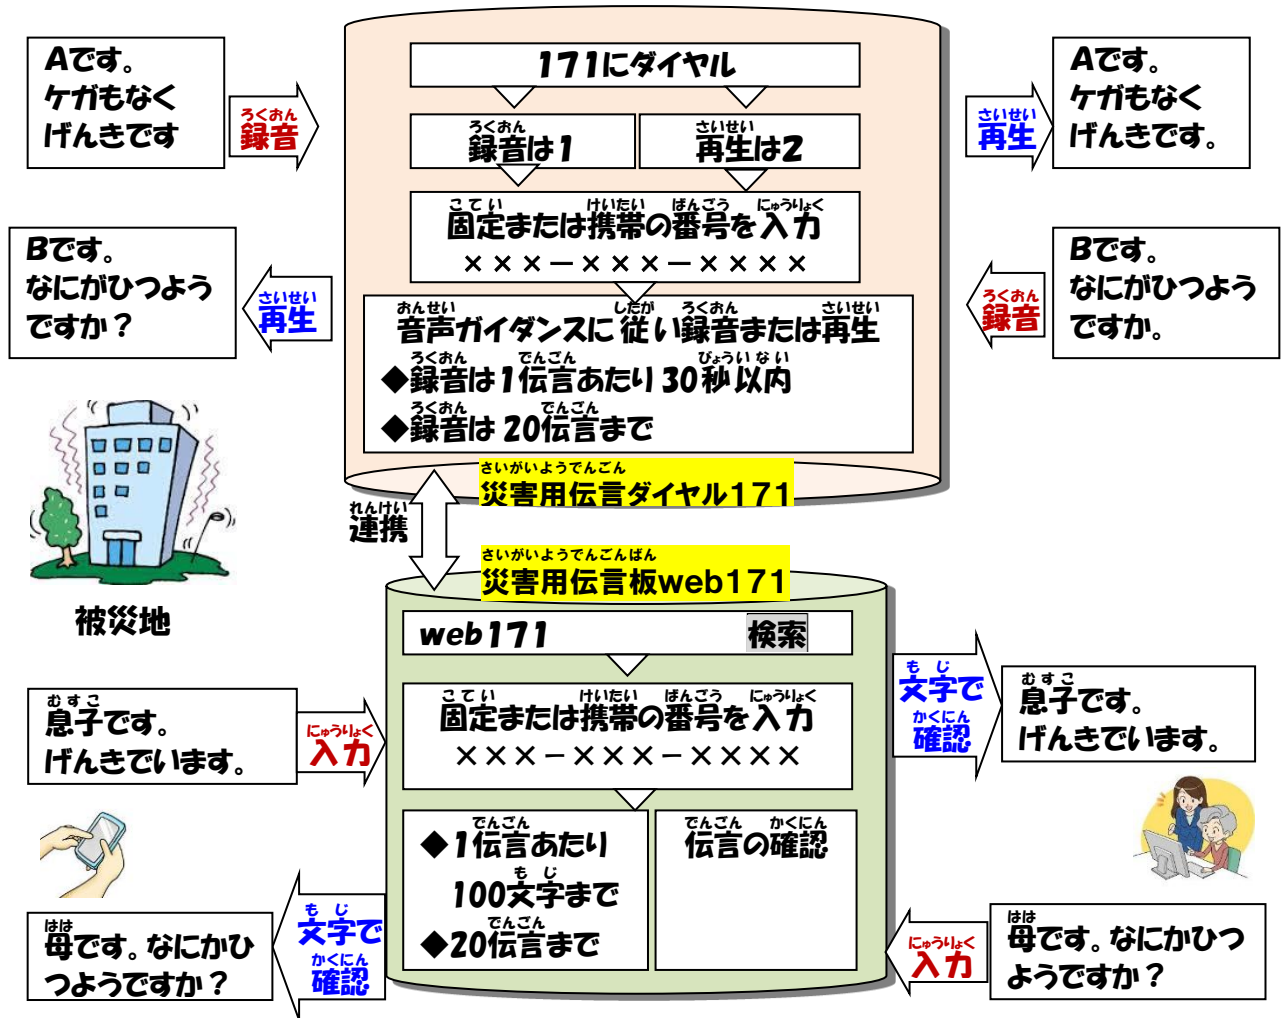 Aです。
ケガもなく
げんきです
ろくおん
録音
171にダイヤル
ろくおん
録音は1
さいせい
再生は2
こてい けいたい ばんごう にゅうりょく
固定または携帯の番号を入力
×××－×××－××××
おんせい したが ろくおん さいせい
音声ガイダンスに従い録音または再生
ろくおん でんごん びょういない
◆録音は1伝言あたり30秒以内
ろくおん でんごん
◆録音は 20伝言まで
さいがいようでんごん
災害用伝言ダイヤル171
さいせい
再生
Aです。
ケガもなく
げんきです。
Bです。
なにがひつよう
ですか？
さいせい
再生
ろくおん
録音
Bです。
なにがひつよう
ですか。
被災地
れんけい
連携
さいがいようでんごんばん
災害用伝言板web171
web171 検索
こてい けいたい ばんごう にゅうりょく
固定または携帯の番号を入力
×××－×××－××××
でんごん
◆1伝言あたり
もじ
100文字まで
でんごん
◆20伝言まで
でんごん かくにん
伝言の確認
むすこ
息子です。
げんきでいます。
にゅうりょく
入力
もじ
文字で
かくにん
確認
むすこ
息子です。
げんきでいます。
はは
母です。なにかひ
つようですか？
もじ
文字で
かくにん
確認
にゅうりょく
入力
はは
母です。なにかひつ
ようですか？